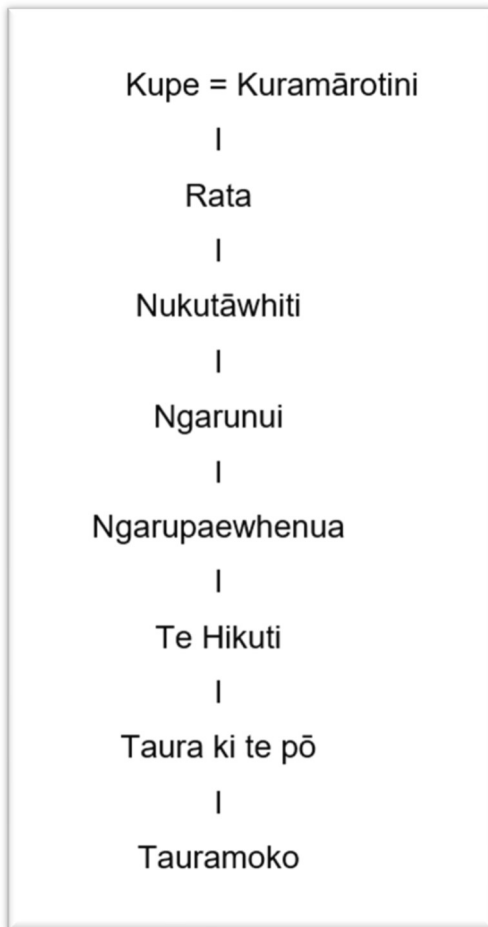 Kupe = Kuramārotini
|
Rata
|
Nukutāwhiti
|
Ngarunui
|
Ngarupaewhenua
|
Te Hikuti
|
Taura ki te pō
|
Tauramoko